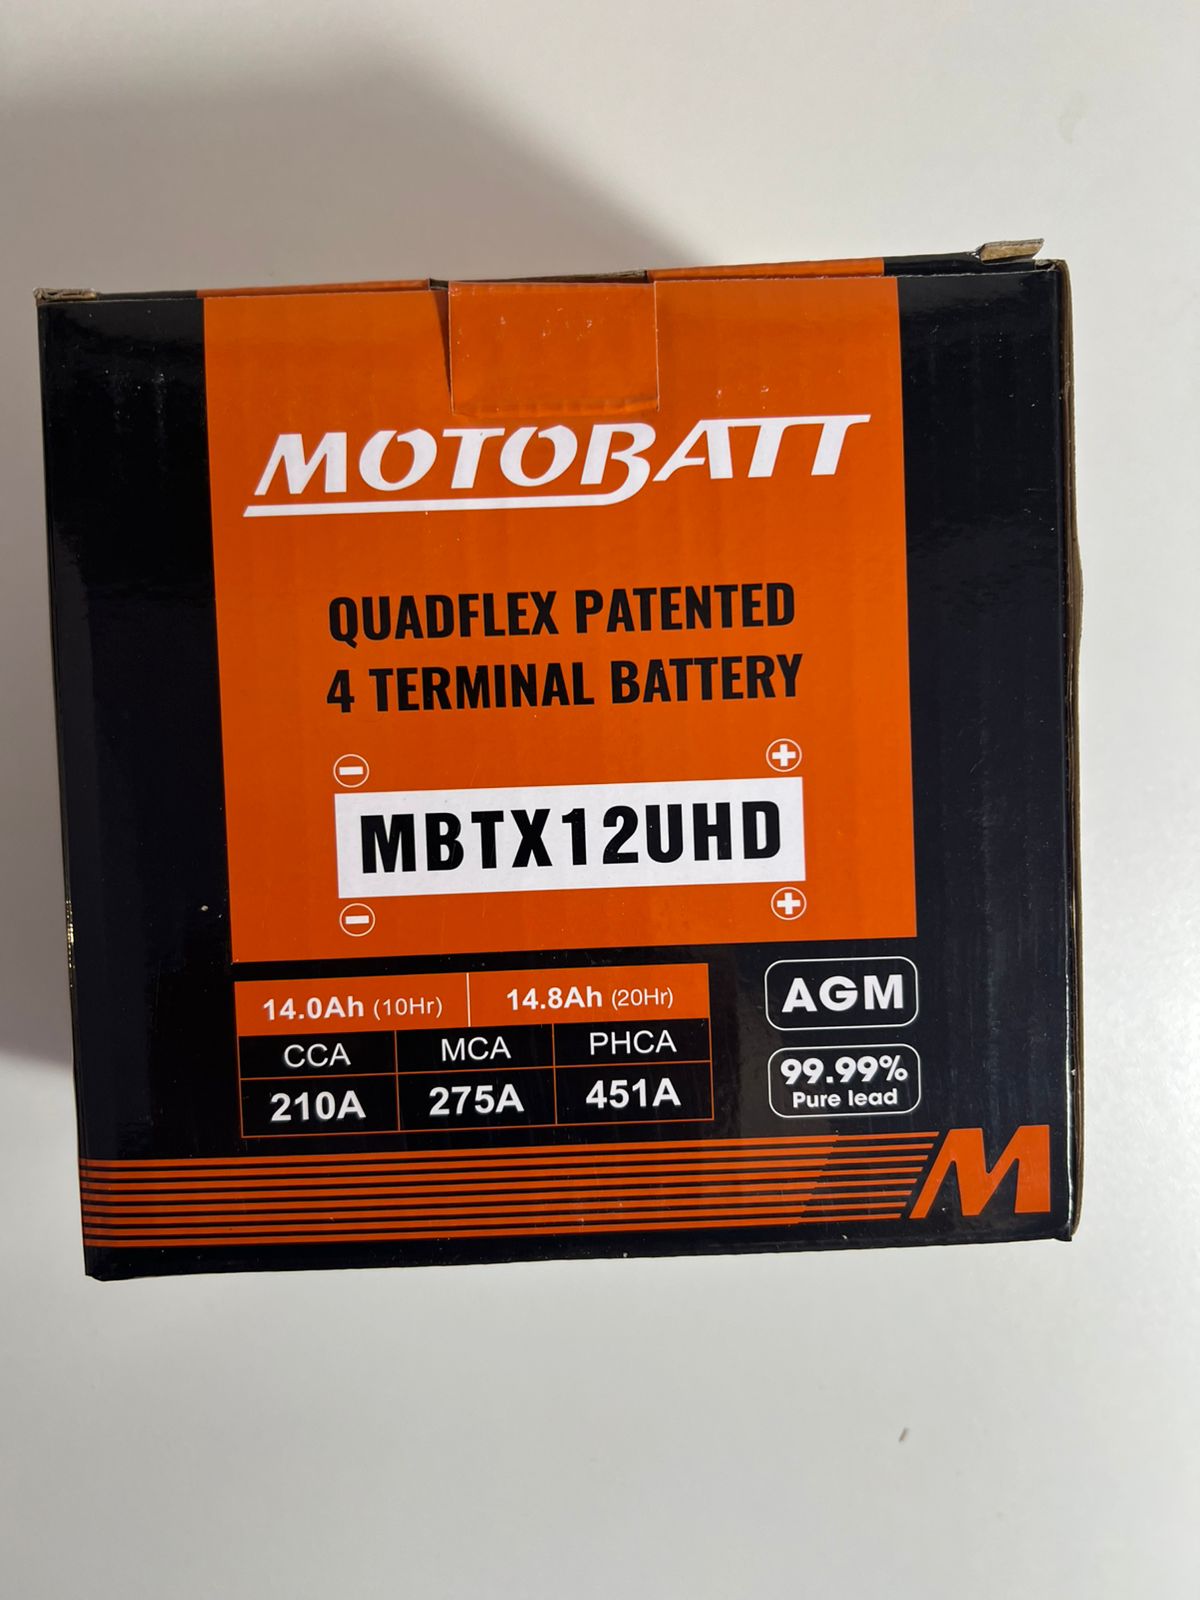 MOTOBATT
QUADFLEX PATENTED
4 TERMINAL BATTERY
− +
MBTX12UHD
− +
14.0Ah (10Hr) 14.8Ah (20Hr)
CCA MCA PHCA
210A 275A 451A
AGM
99.99%
Pure lead
M